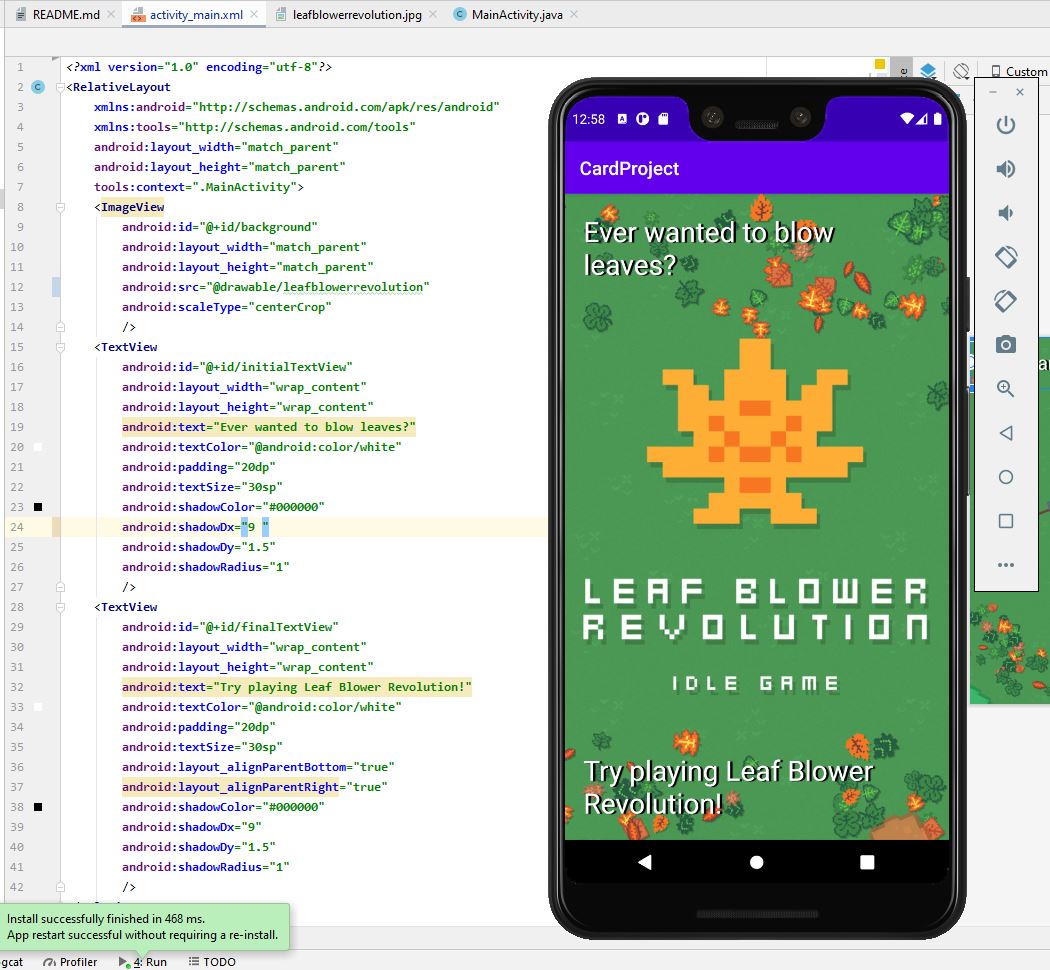 README.md
activity_main.xml
leafblowerrevolution.jpg
MainActivity.java
Custom
1 <?xml version="1.0" encoding="utf-8"?>
2 <RelativeLayout
3 xmlns:android="http://schemas.android.com/apk/res/android"
4 xmlns:tools="http://schemas.android.com/tools"
5 android:layout_width="match_parent"
6 android:layout_height="match_parent"
7 tools:context=".MainActivity">
8 <ImageView
9 android:id="@+id/background"
10 android:layout_width="match_parent"
11 android:layout_height="match_parent"
12 android:src="@drawable/leafblowerrevolution"
13 android:scaleType="centerCrop"
14 />
15 <TextView
16 android:id="@+id/initialTextView"
17 android:layout_width="wrap_content"
18 android:layout_height="wrap_content"
19 android:text="Ever wanted to blow leaves?"
20 android:textColor="@android:color/white"
21 android:padding="20dp"
22 android:textSize="30sp"
23 android:shadowColor="#000000"
24 android:shadowDx="9 "
25 android:shadowDy="1.5"
26 android:shadowRadius="1"
27 />
28 <TextView
29 android:id="@+id/finalTextView"
30 android:layout_width="wrap_content"
31 android:layout_height="wrap_content"
32 android:text="Try playing Leaf Blower Revolution!"
33 android:textColor="@android:color/white"
34 android:padding="20dp"
35 android:textSize="30sp"
36 android:layout_alignParentBottom="true"
37 android:layout_alignParentRight="true"
38 android:shadowColor="#000000"
39 android:shadowDx="9"
40 android:shadowDy="1.5"
41 android:shadowRadius="1"
42 />
12:58
CardProject
Ever wanted to blow
leaves?
LEAF BLOWER
REVOLUTION
IDLE GAME
Try playing Leaf Blower
Revolution!
Install successfully finished in 468 ms.
App restart successful without requiring a re-install.
gcat
Profiler
4: Run
TODO